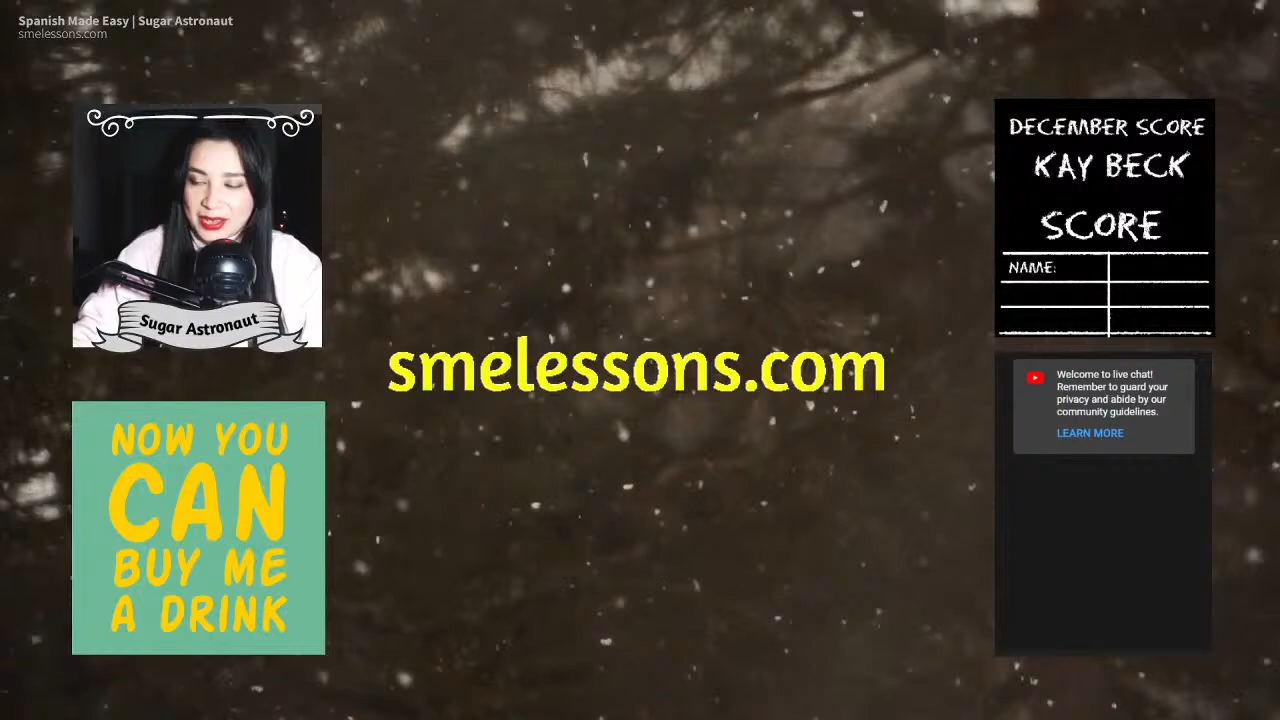 Spanish Made Easy | Sugar Astronaut
smelessons.com
Sugar Astronaut
NOW YOU
CAN
BUY ME
A DRINK
smelessons.com
DECEMBER SCORE
KAY BECK
SCORE
NAME:
Welcome to live chat!
Remember to guard your
privacy and abide by our
community guidelines.
LEARN MORE